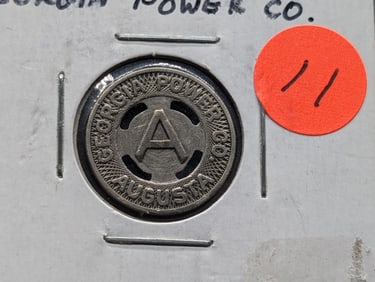 GEORGIA POWER CO.
11
GEORGIA POWER CO.
A
AUGUSTA